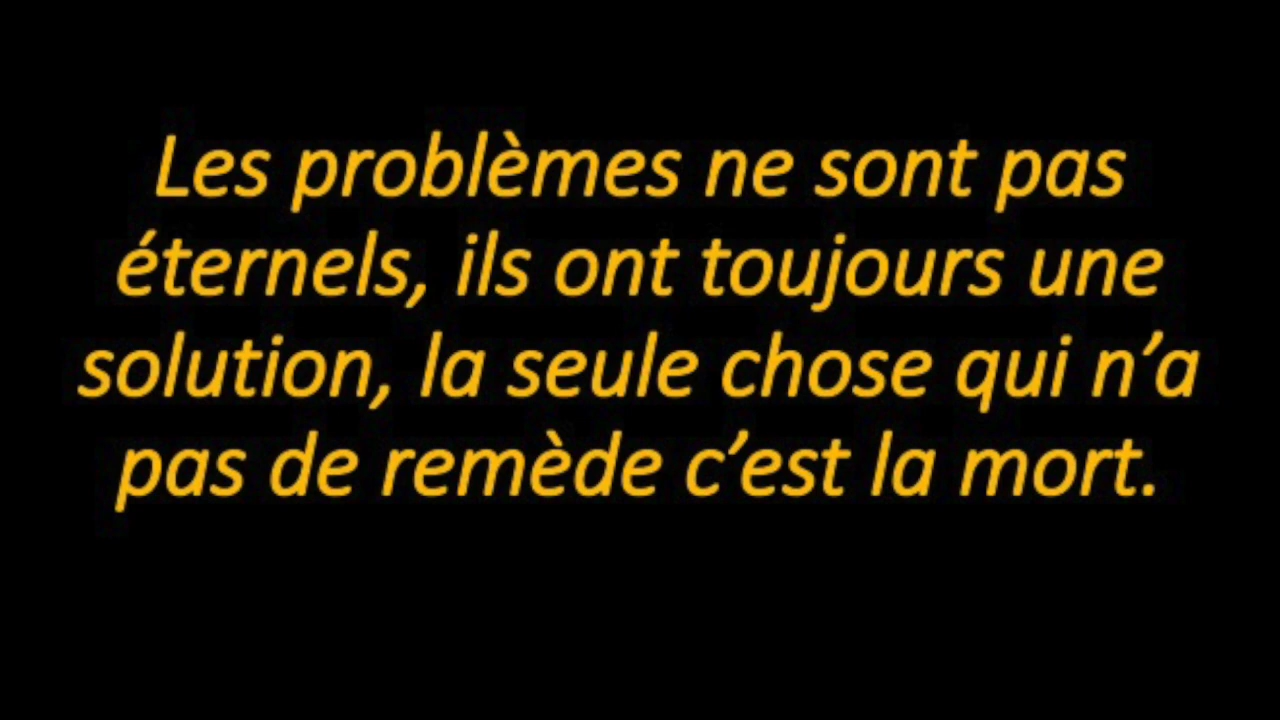 Les problèmes ne sont pas
éternels, ils ont toujours une
solution, la seule chose qui n’a
pas de remède c’est la mort.